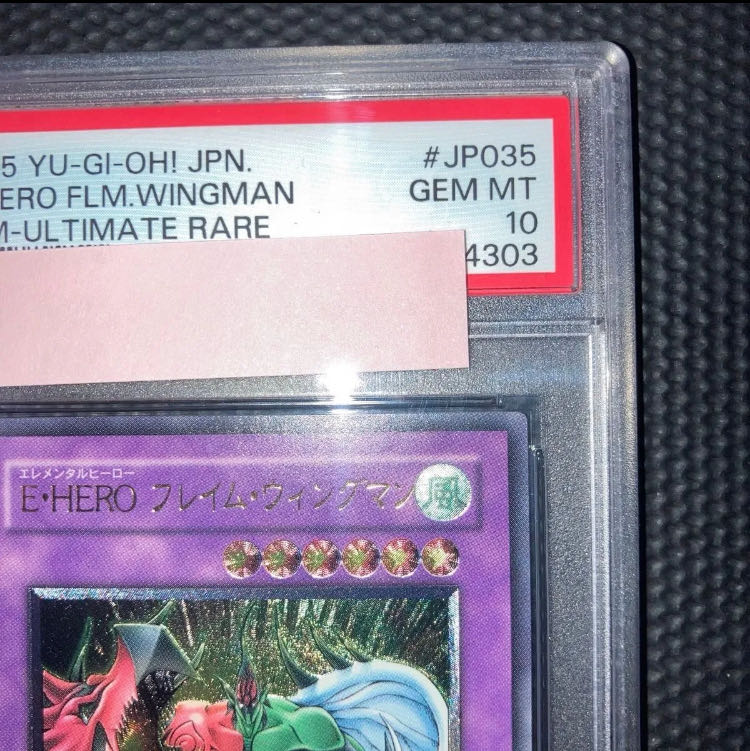 5 YU-GI-OH! JPN. #JP035
ERO FLM.WINGMAN GEM MT
M-ULTIMATE RARE 10
4303
エレメンタルヒーロー
E・HERO フレイム・ウィングマン 風